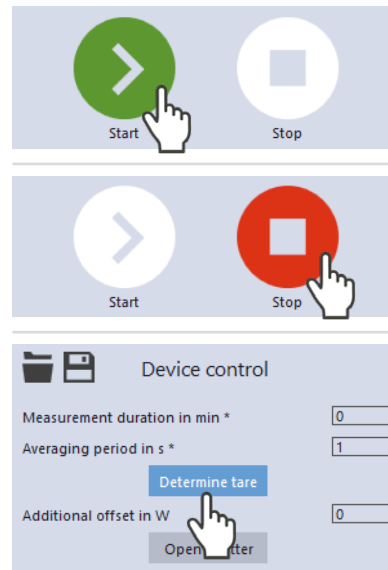 Start Stop
Start Stop
Device control
Measurement duration in min * 0
Averaging period in s * 1
Determine tare
Additional offset in W 0
Open